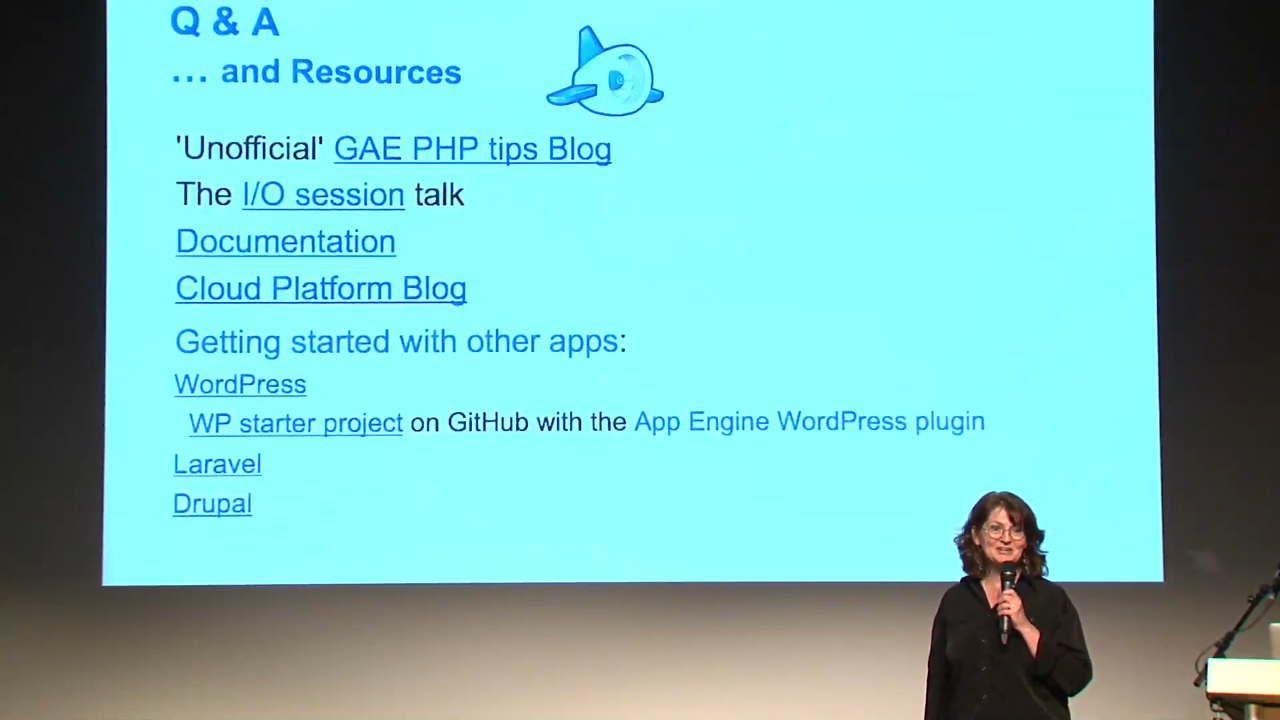 Q & A
... and Resources
'Unofficial' GAE PHP tips Blog
The I/O session talk
Documentation
Cloud Platform Blog
Getting started with other apps:
WordPress
WP starter project on GitHub with the App Engine WordPress plugin
Laravel
Drupal